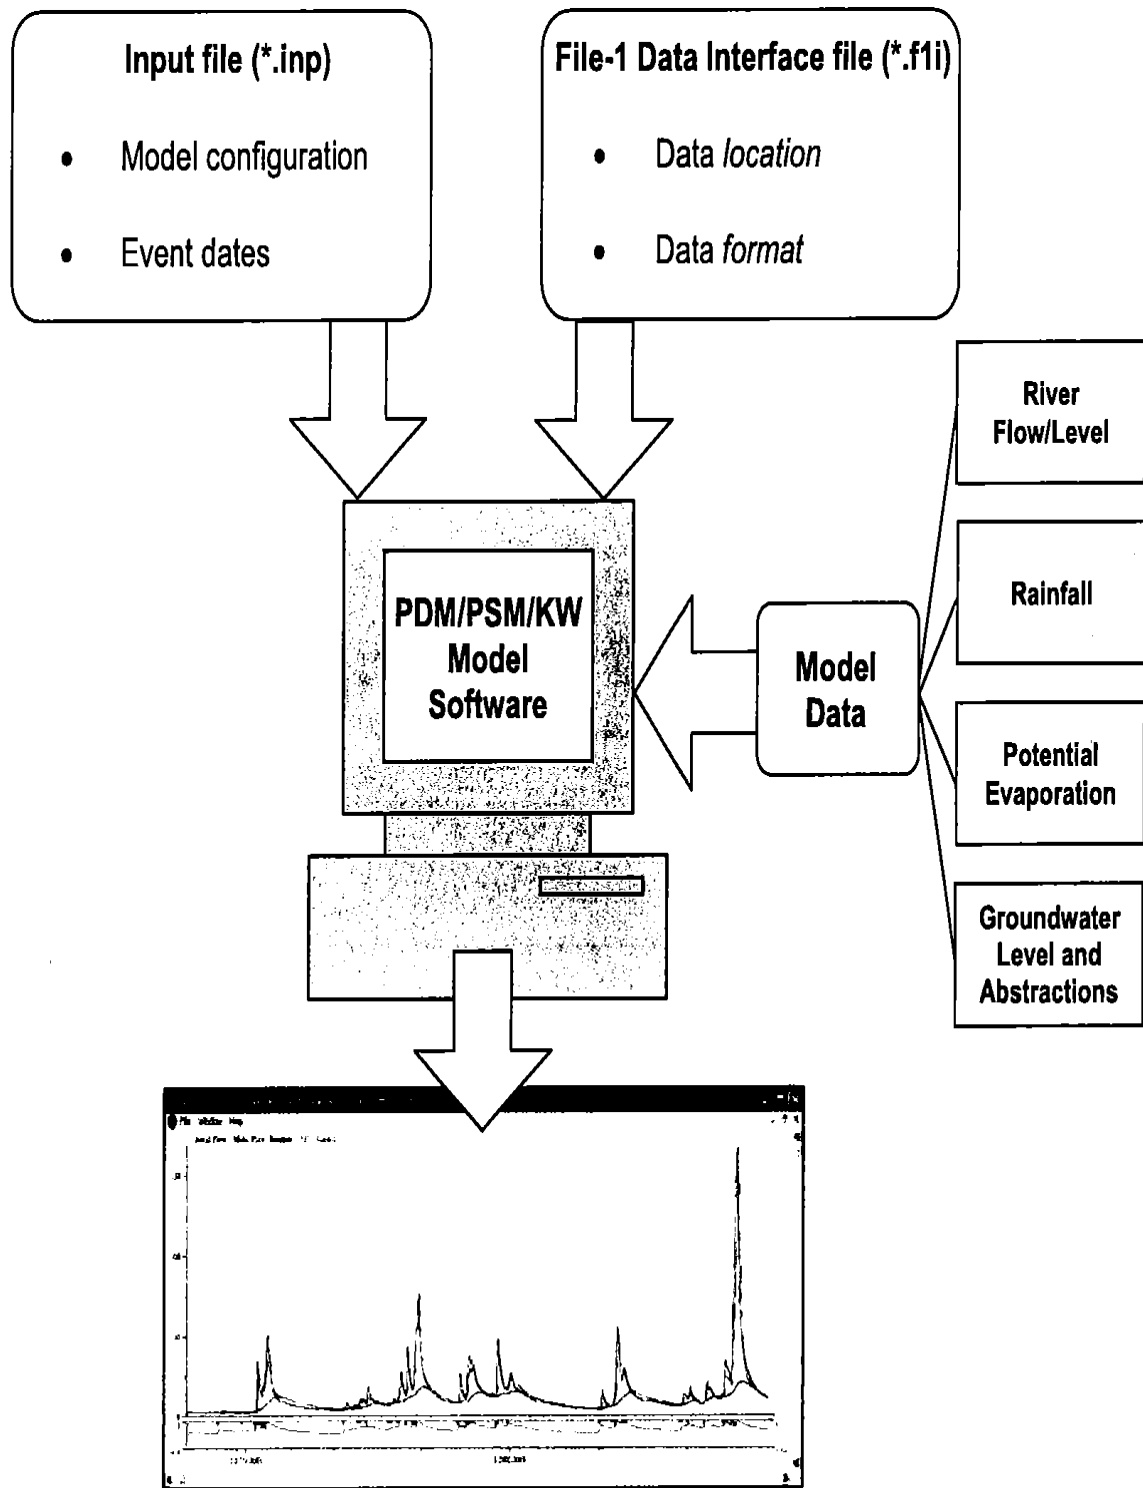 Input file (*.inp)
• Model configuration
• Event dates
File-1 Data Interface file (*.f1i)
• Data location
• Data format
River
Flow/Level
Rainfall
PDM/PSM/KW
Model
Software
Model
Data
Potential
Evaporation
Groundwater
Level and
Abstractions
File Window Help